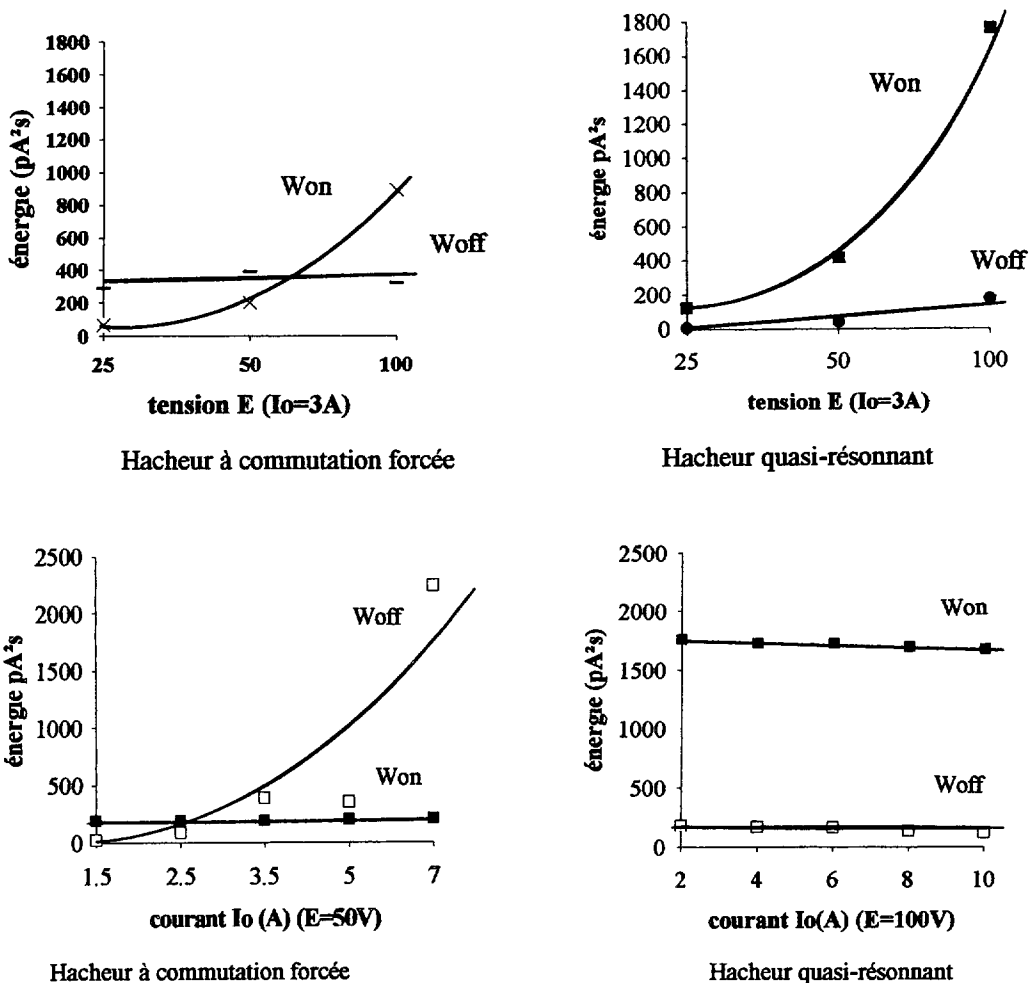 1800
1600
1400
1200
1000
800
600
400
200
0
énergie (pA²s)
Won
Woff
25 50 100
tension E (Io=3A)
Hacheur à commutation forcée
1800
1600
1400
1200
1000
800
600
400
200
0
énergie pA²s
Won
Woff
25 50 100
tension E (Io=3A)
Hacheur quasi-résonnant
2500
2000
1500
1000
500
0
énergie pA²s
Woff
Won
1.5 2.5 3.5 5 7
courant Io (A) (E=50V)
Hacheur à commutation forcée
2500
2000
1500
1000
500
0
énergie (pA²s)
Won
Woff
2 4 6 8 10
courant Io(A) (E=100V)
Hacheur quasi-résonnant